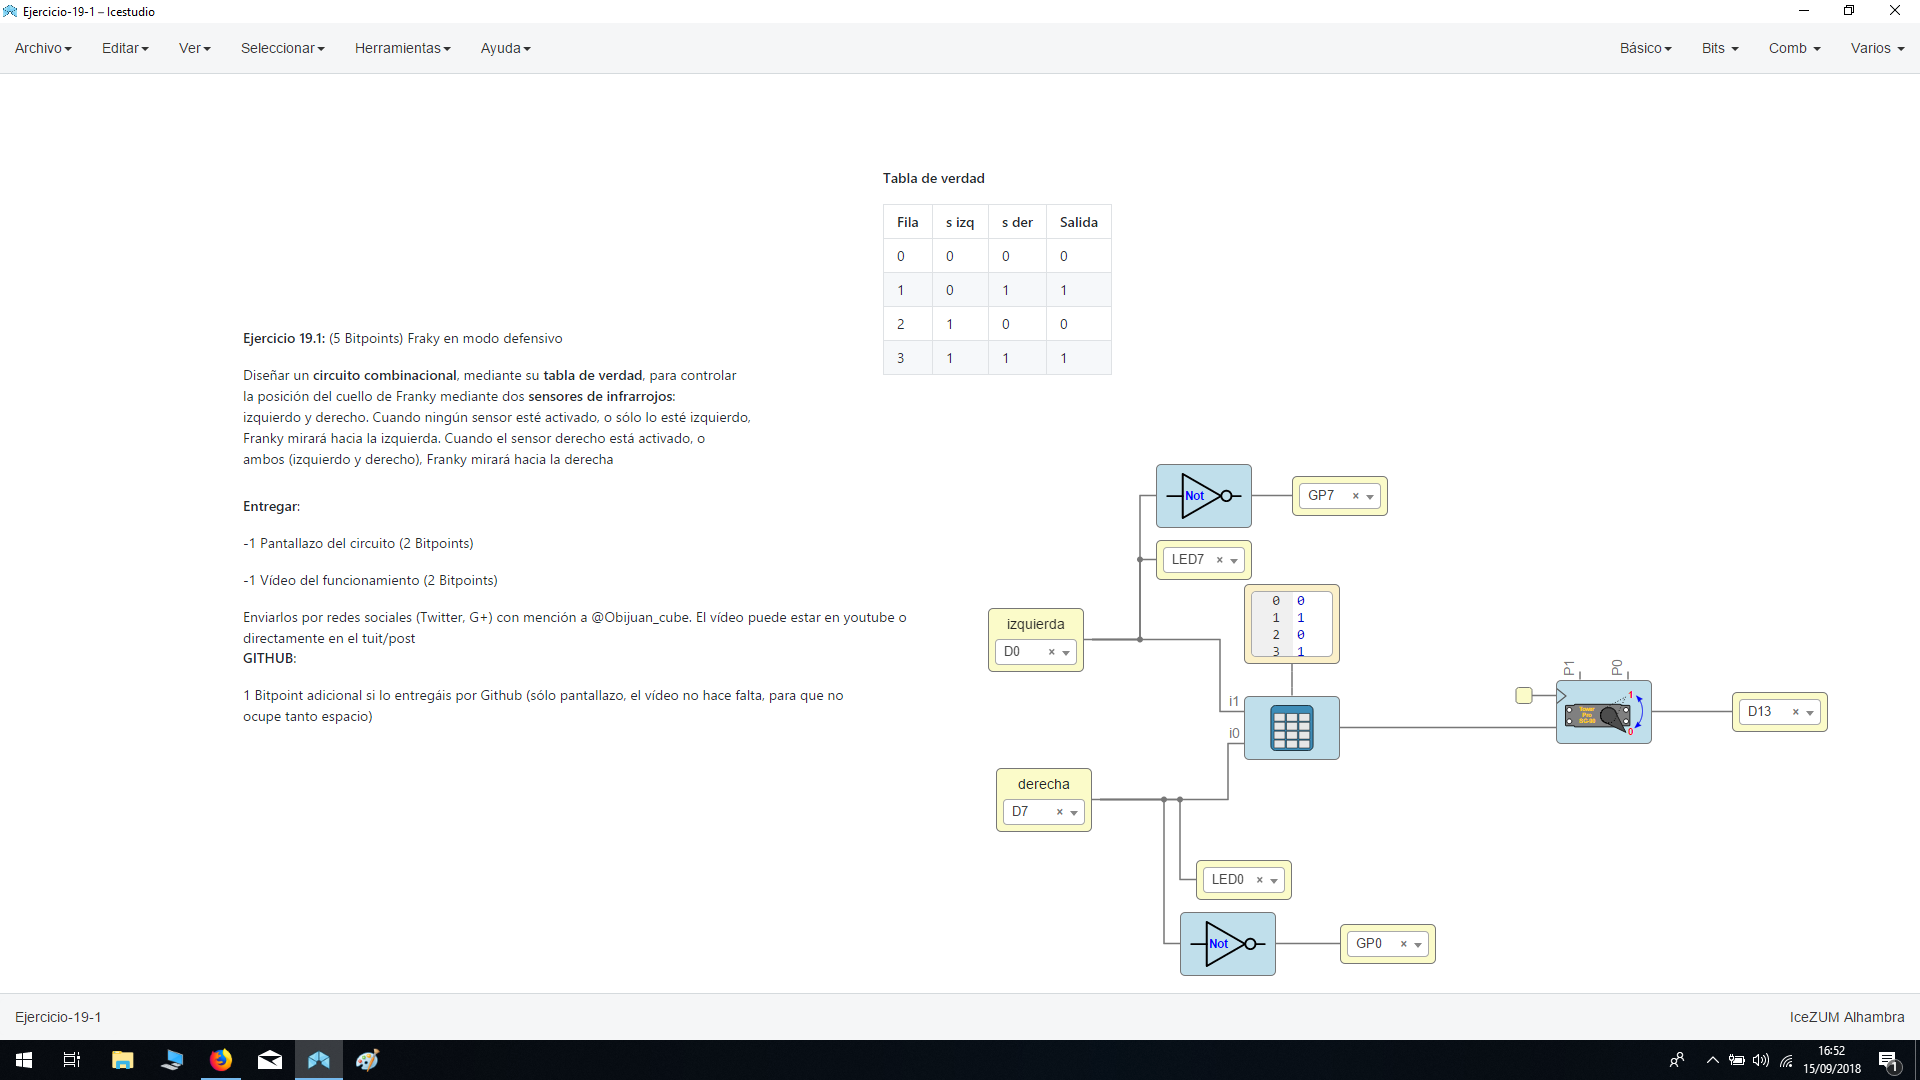 Ejercicio-19-1 – Icestudio
Archivo Editar Ver Seleccionar Herramientas Ayuda Básico Bits Comb Varios
Tabla de verdad
Fila s izq s der Salida
0 0 0 0
1 0 1 1
2 1 0 0
3 1 1 1
Ejercicio 19.1: (5 Bitpoints) Fraky en modo defensivo
Diseñar un circuito combinacional, mediante su tabla de verdad, para controlar
la posición del cuello de Franky mediante dos sensores de infrarrojos:
izquierdo y derecho. Cuando ningún sensor esté activado, o sólo lo esté izquierdo,
Franky mirará hacia la izquierda. Cuando el sensor derecho está activado, o
ambos (izquierdo y derecho), Franky mirará hacia la derecha
Entregar:
-1 Pantallazo del circuito (2 Bitpoints)
-1 Vídeo del funcionamiento (2 Bitpoints)
Enviarlos por redes sociales (Twitter, G+) con mención a @Obijuan_cube. El vídeo puede estar en youtube o
directamente en el tuit/post
GITHUB:
1 Bitpoint adicional si lo entregáis por Github (sólo pantallazo, el vídeo no hace falta, para que no
ocupe tanto espacio)
Not
GP7
LED7
0 0
1 1
2 0
3 1
izquierda
D0
i1
i0
P1 P0
1
Tower
Pro
SG-90
0
D13
derecha
D7
LED0
Not
GP0
Ejercicio-19-1
IceZUM Alhambra
16:52
15/09/2018
1